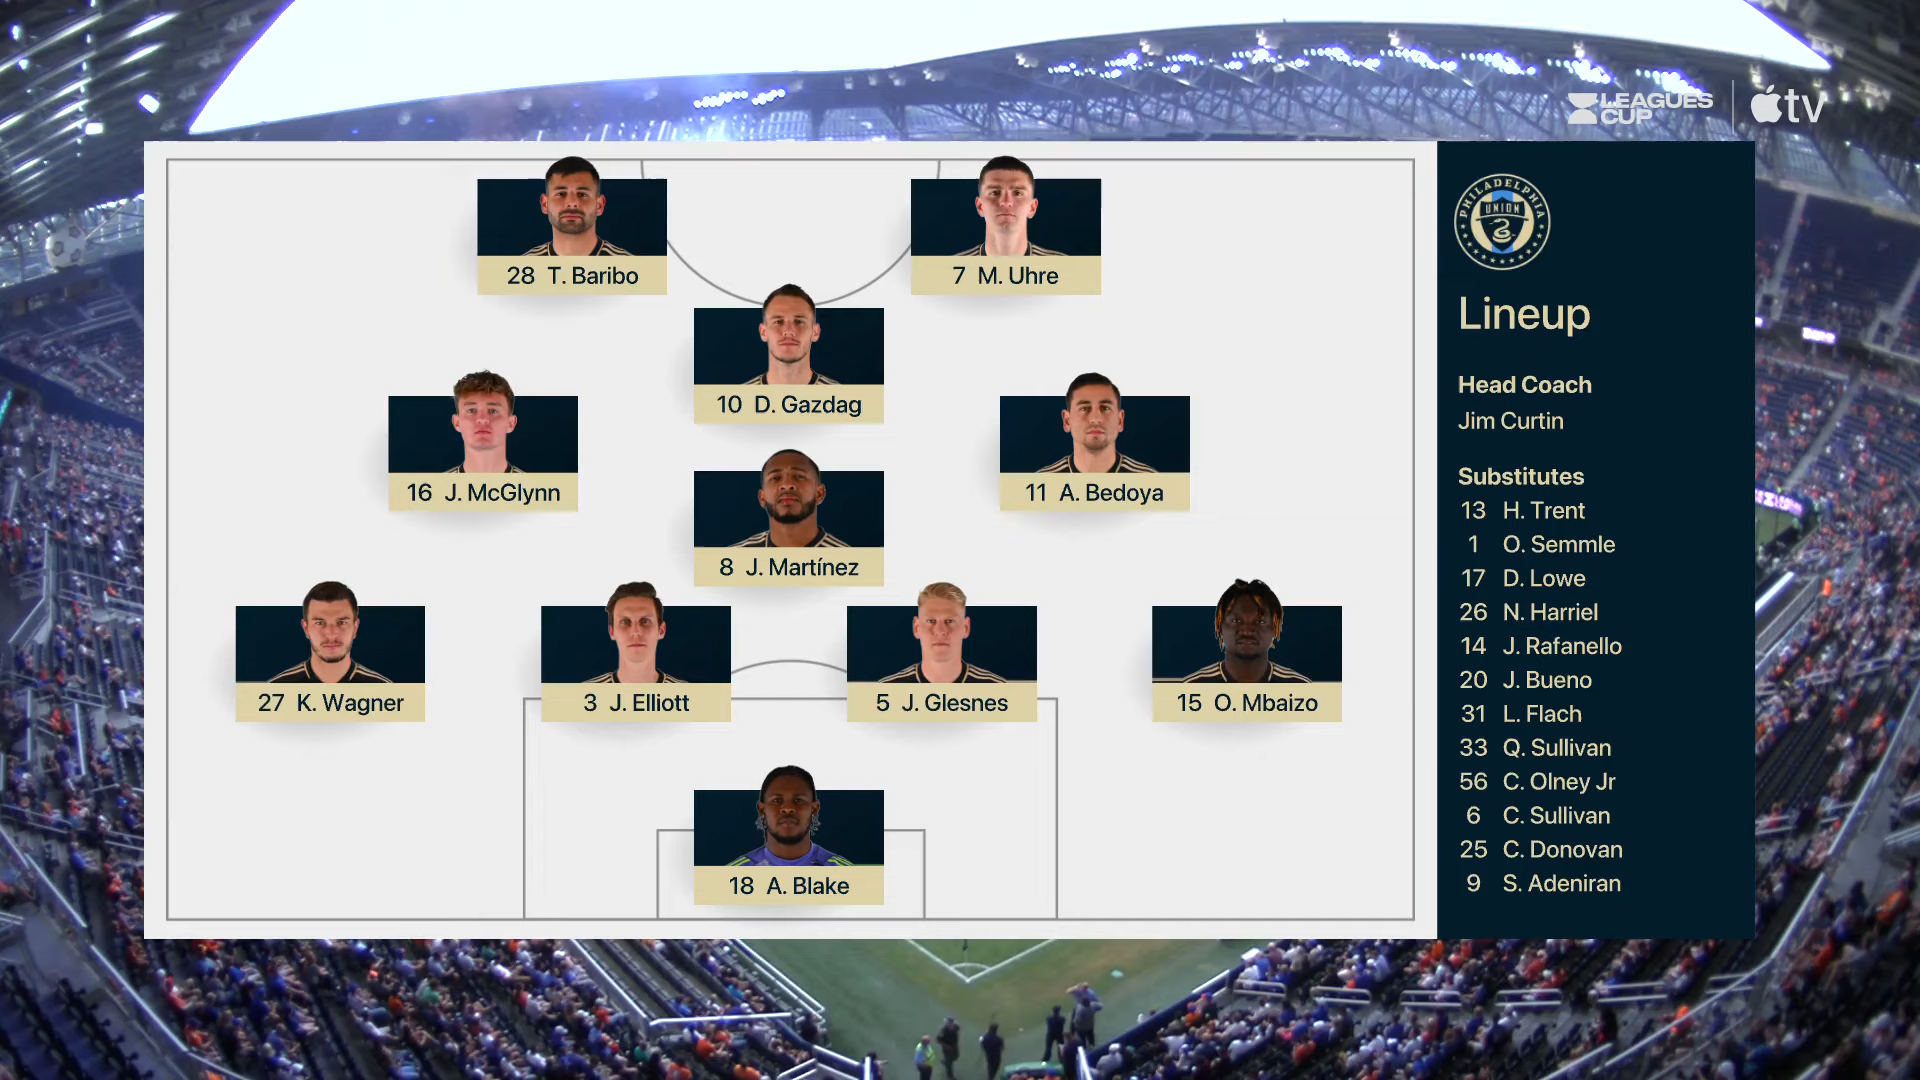 LEAGUES
CUP
tv
28 T. Baribo
7 M. Uhre
10 D. Gazdag
16 J. McGlynn
11 A. Bedoya
8 J. Martínez
27 K. Wagner
3 J. Elliott
5 J. Glesnes
15 O. Mbaizo
18 A. Blake
PHILADELPHIA
UNION
Lineup
Head Coach
Jim Curtin
Substitutes
13 H. Trent
1 O. Semmle
17 D. Lowe
26 N. Harriel
14 J. Rafanello
20 J. Bueno
31 L. Flach
33 Q. Sullivan
56 C. Olney Jr
6 C. Sullivan
25 C. Donovan
9 S. Adeniran